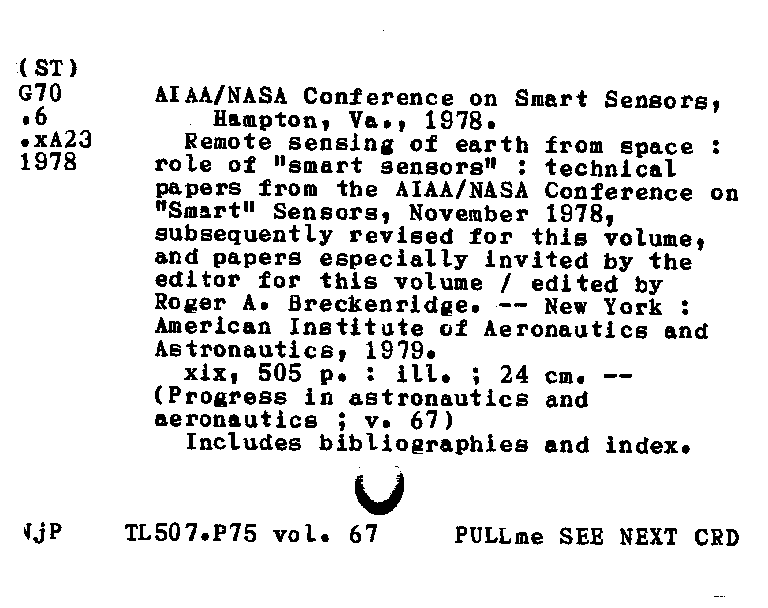 (ST)
G70
.6
.xA23
1978
AIAA/NASA Conference on Smart Sensors,
Hampton, Va., 1978.
Remote sensing of earth from space :
role of "smart sensors" : technical
papers from the AIAA/NASA Conference on
"Smart" Sensors, November 1978,
subsequently revised for this volume,
and papers especially invited by the
editor for this volume / edited by
Roger A. Breckenridge. -- New York :
American Institute of Aeronautics and
Astronautics, 1979.
xix, 505 p. : ill. ; 24 cm. --
(Progress in astronautics and
aeronautics ; v. 67)
Includes bibliographies and index.
NjP TL507.P75 vol. 67 PULLme SEE NEXT CRD